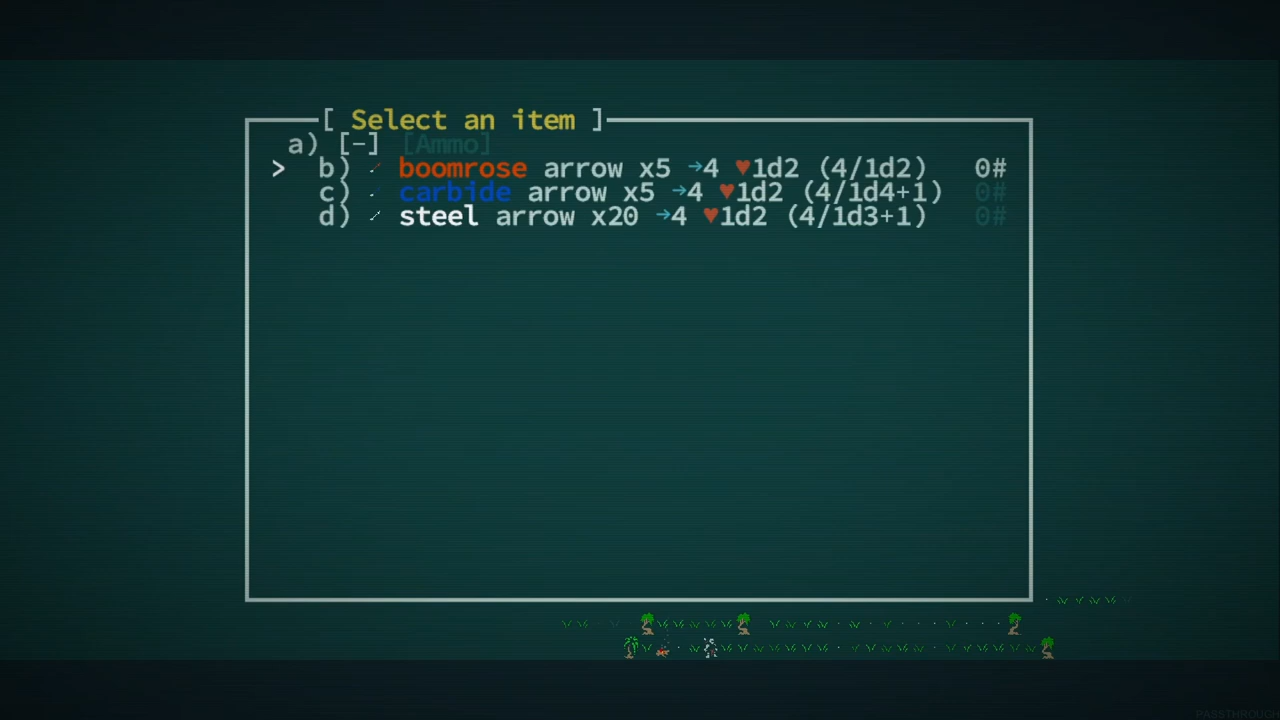 [ Select an item ]
a) [-] [Ammo]
> b) boomrose arrow x5 →4 ♥1d2 (4/1d2) 0#
c) carbide arrow x5 →4 ♥1d2 (4/1d4+1) 0#
d) steel arrow x20 →4 ♥1d2 (4/1d3+1) 0#